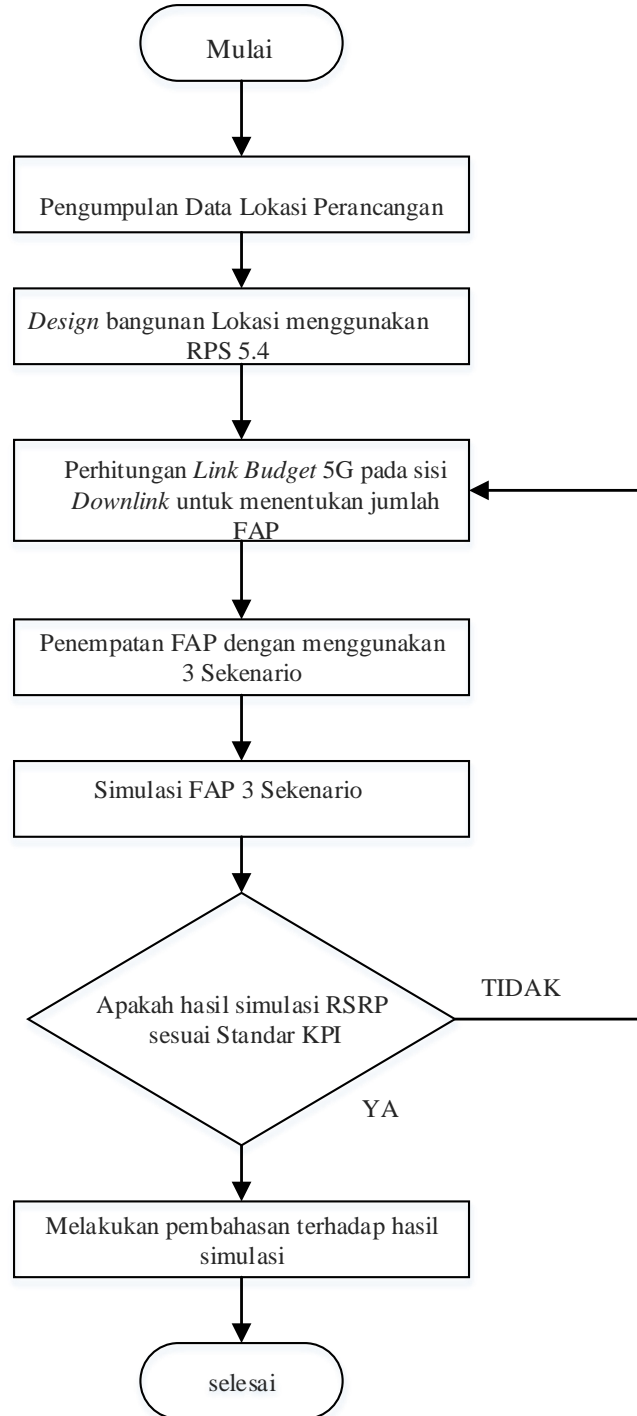 Mulai
Pengumpulan Data Lokasi Perancangan
Design bangunan Lokasi menggunakan
RPS 5.4
Perhitungan Link Budget 5G pada sisi
Downlink untuk menentukan jumlah
FAP
Penempatan FAP dengan menggunakan
3 Sekenario
Simulasi FAP 3 Sekenario
Apakah hasil simulasi RSRP
sesuai Standar KPI
TIDAK
YA
Melakukan pembahasan terhadap hasil
simulasi
selesai